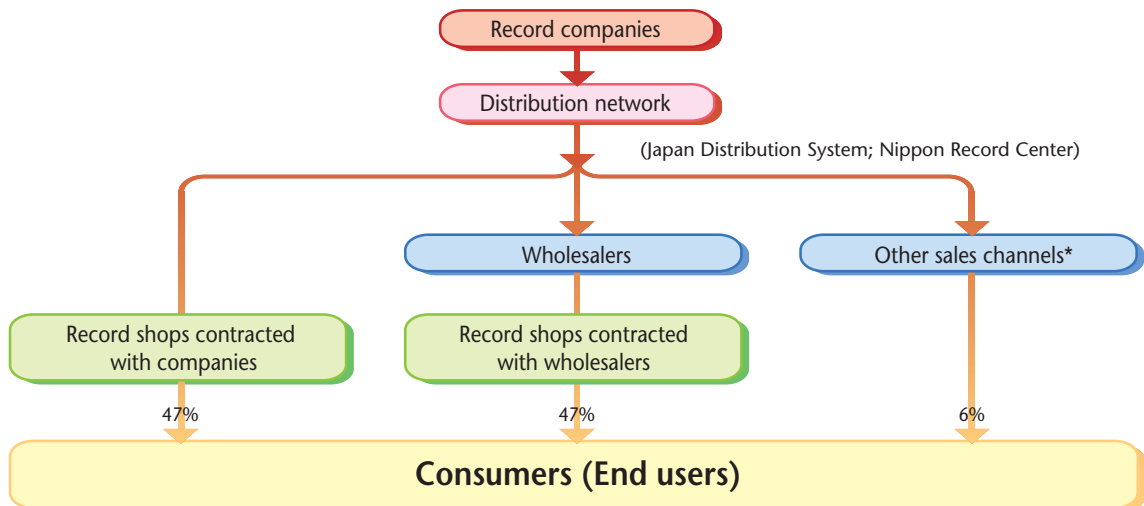 Record companies
Distribution network
(Japan Distribution System; Nippon Record Center)
Wholesalers
Other sales channels*
Record shops contracted
with companies
Record shops contracted
with wholesalers
47%
47%
6%
Consumers (End users)